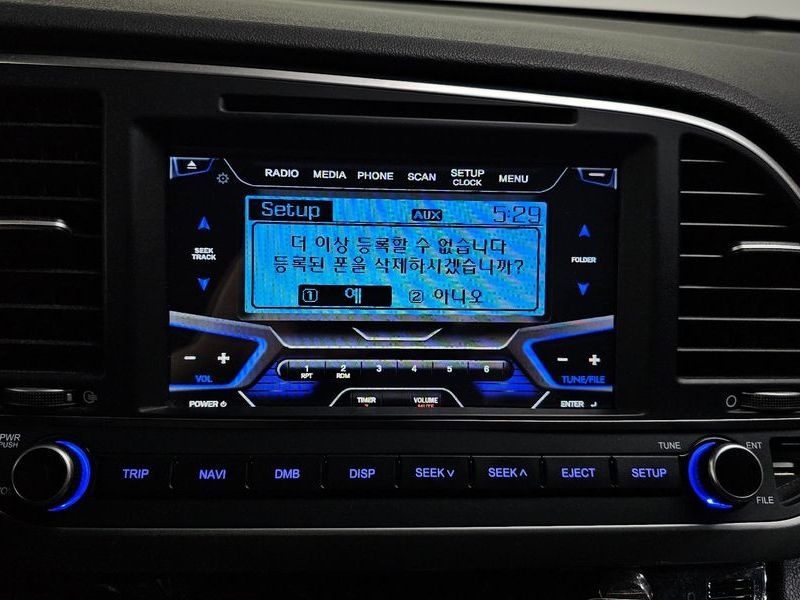 RADIO MEDIA PHONE SCAN SETUP CLOCK MENU
Setup AUX 5:29
더 이상 등록할 수 없습니다
등록된 폰을 삭제하시겠습니까?
① 예 ② 아니오
SEEK
TRACK
FOLDER
- + VOL
- + TUNE/FILE
1 RPT 2 RDM 3 4 5 6
POWER TIMER VOLUME MUTE ENTER
PWR
PUSH
TRIP NAVI DMB DISP SEEK∨ SEEK∧ EJECT SETUP
TUNE ENT
FILE